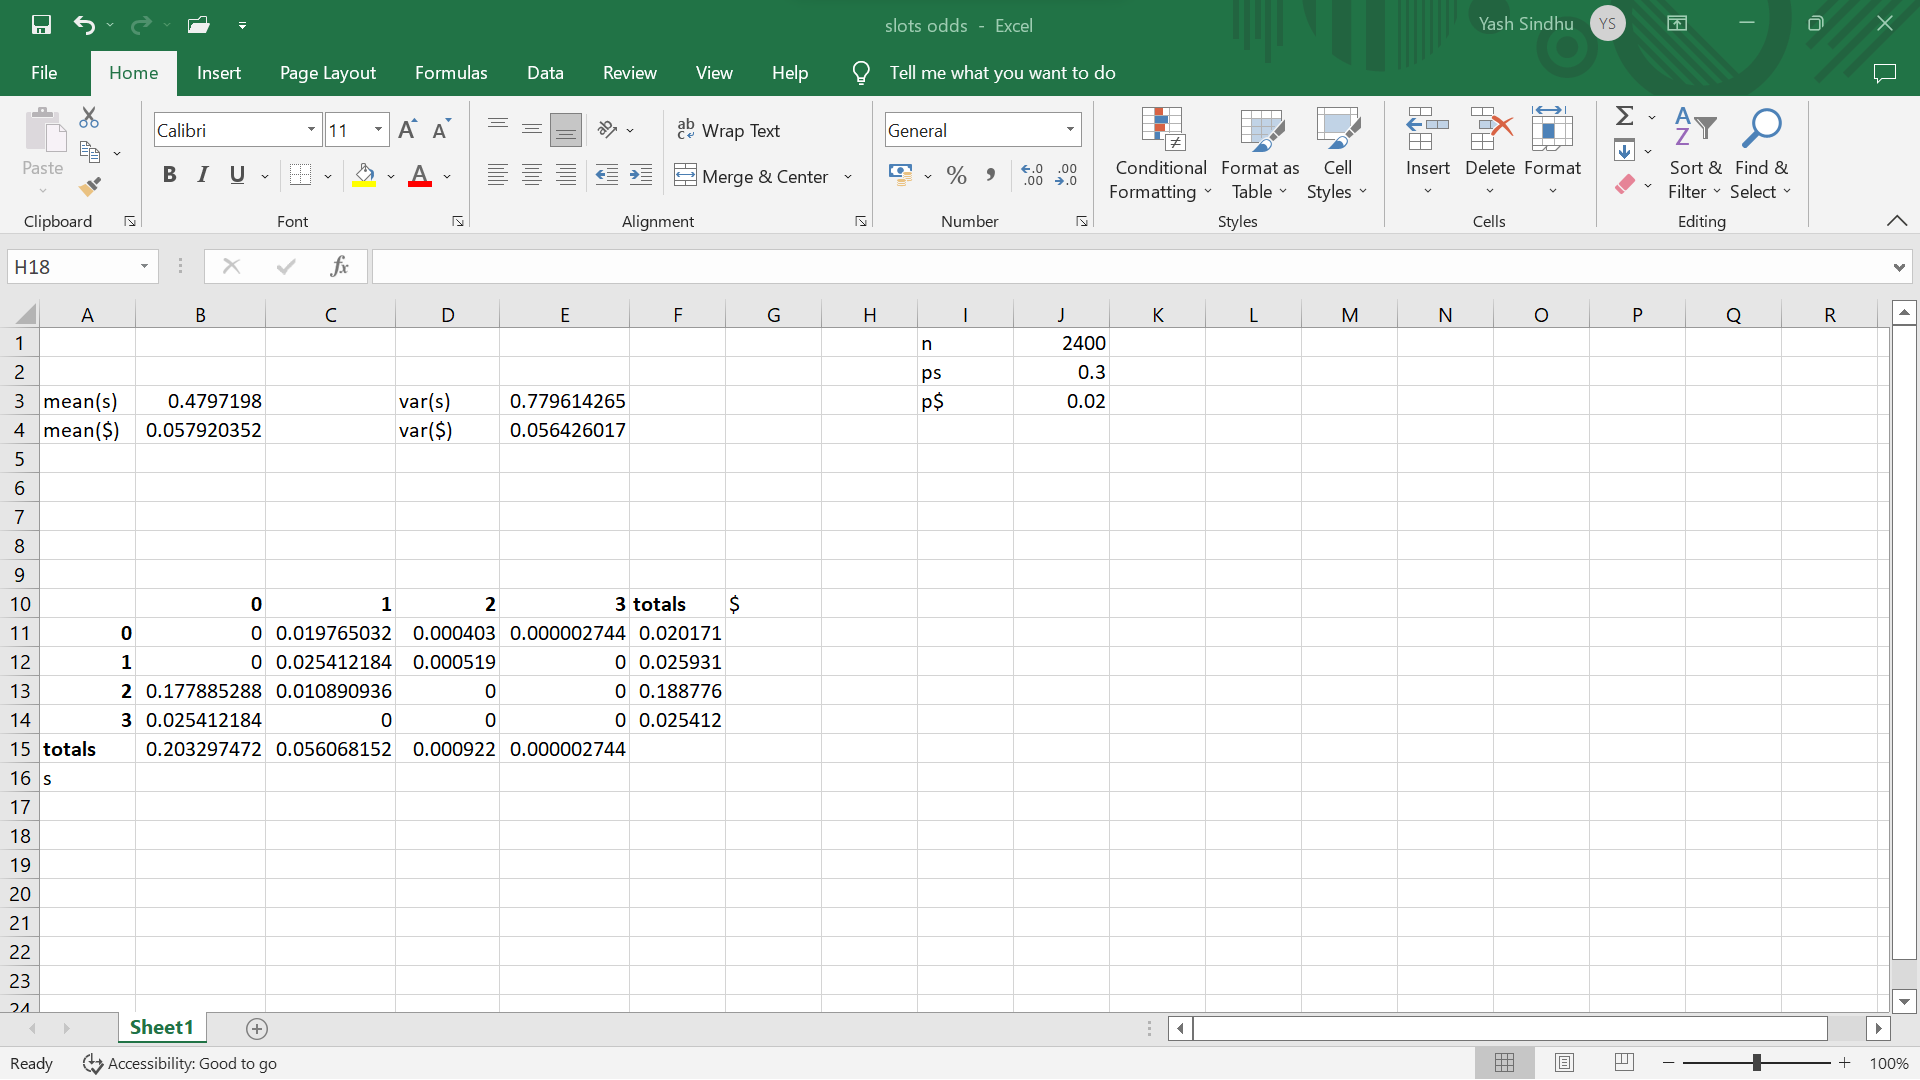 slots odds - Excel
Yash Sindhu YS
File Home Insert Page Layout Formulas Data Review View Help Tell me what you want to do
Paste
Clipboard
Calibri 11
B I U
Font
Wrap Text
Merge & Center
Alignment
General
Number
Conditional Formatting
Format as Table
Cell Styles
Styles
Insert Delete Format
Cells
Sort & Filter
Find & Select
Editing
H18 fx
A B C D E F G H I J K L M N O P Q R
1 n 2400
2 ps 0.3
3 mean(s) 0.4797198 var(s) 0.779614265 p$ 0.02
4 mean($) 0.057920352 var($) 0.056426017
5
6
7
8
9
10 0 1 2 3 totals $
11 0 0 0.019765032 0.000403 0.000002744 0.020171
12 1 0 0.025412184 0.000519 0 0.025931
13 2 0.177885288 0.010890936 0 0 0.188776
14 3 0.025412184 0 0 0 0.025412
15 totals 0.203297472 0.056068152 0.000922 0.000002744
16 s
17
18
19
20
21
22
23
24
Sheet1
Ready Accessibility: Good to go 100%